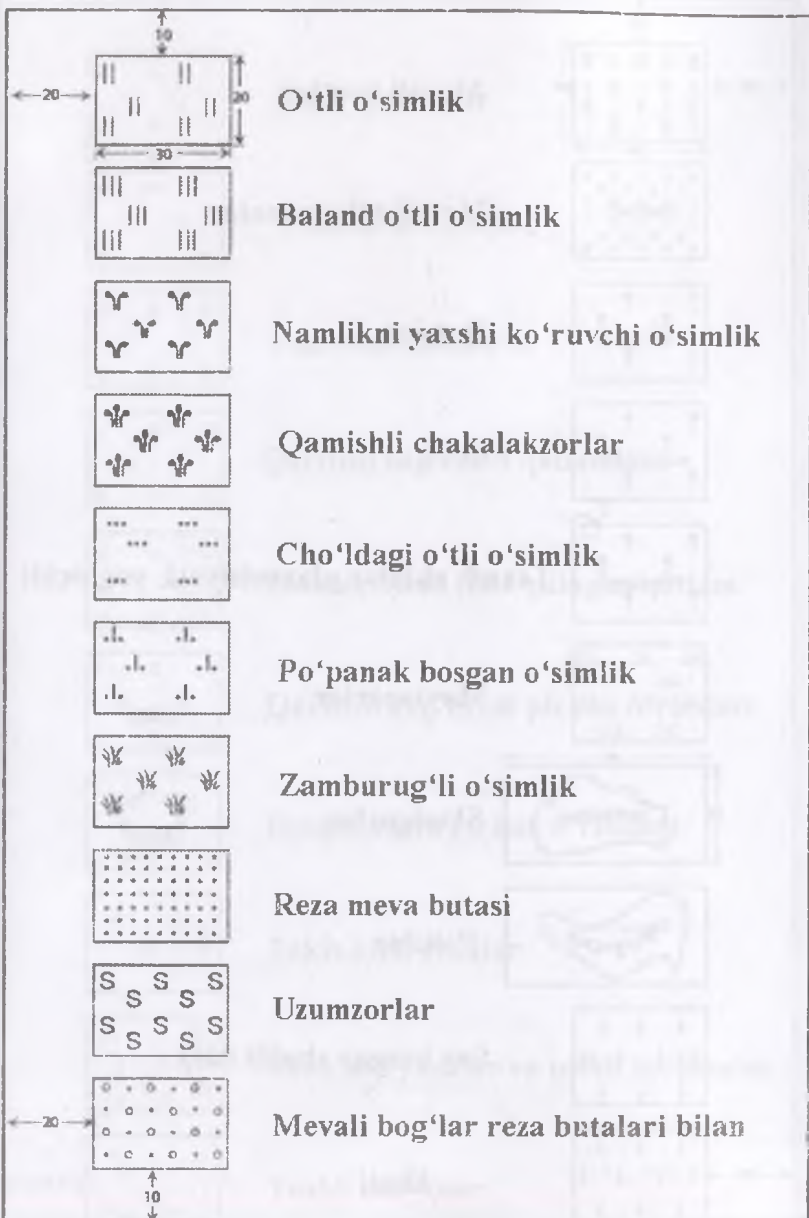 10
20
20
O‘tli o‘simlik
30
Baland o‘tli o‘simlik
Namlikni yaxshi ko‘ruvchi o‘simlik
Qamishli chakalakzorlar
Cho‘ldagi o‘tli o‘simlik
Po‘panak bosgan o‘simlik
Zamburug‘li o‘simlik
Reza meva butasi
S S S
S S
S S S S
S S
Uzumzorlar
20
Mevali bog‘lar reza butalari bilan
10